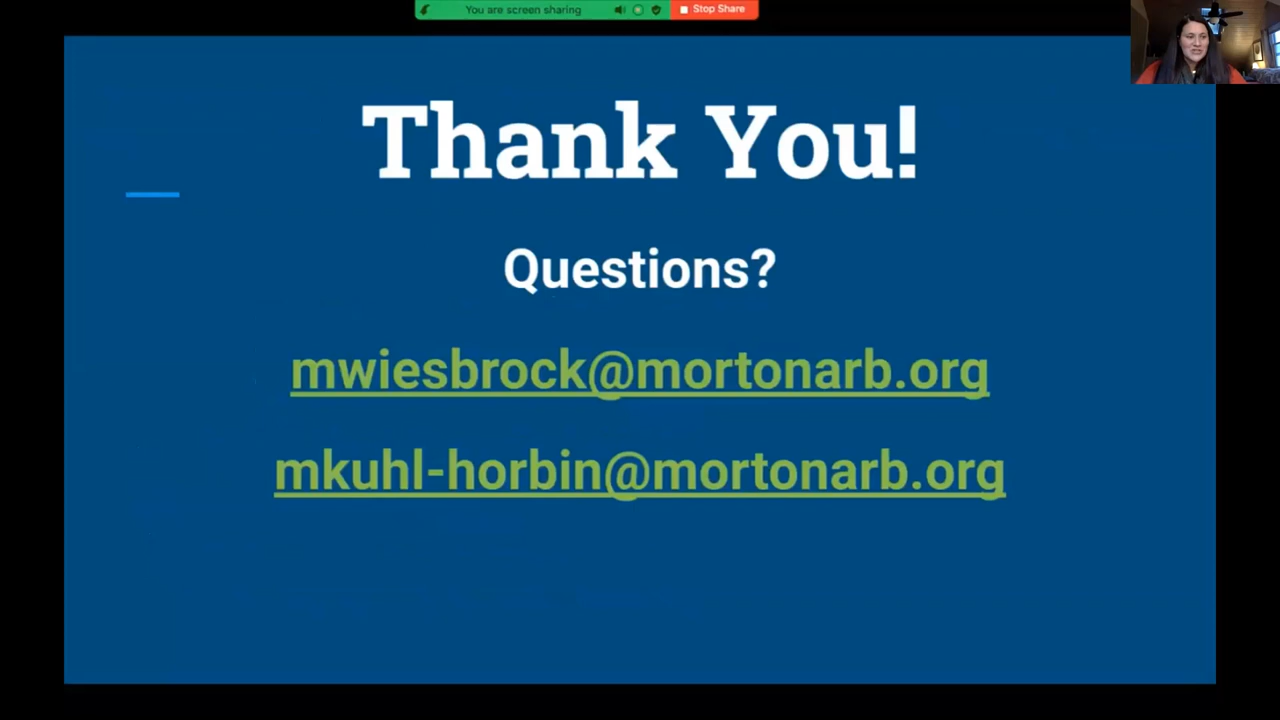 You are screen sharing
Stop Share
Thank You!
Questions?
mwiesbrock@mortonarb.org
mkuhl-horbin@mortonarb.org